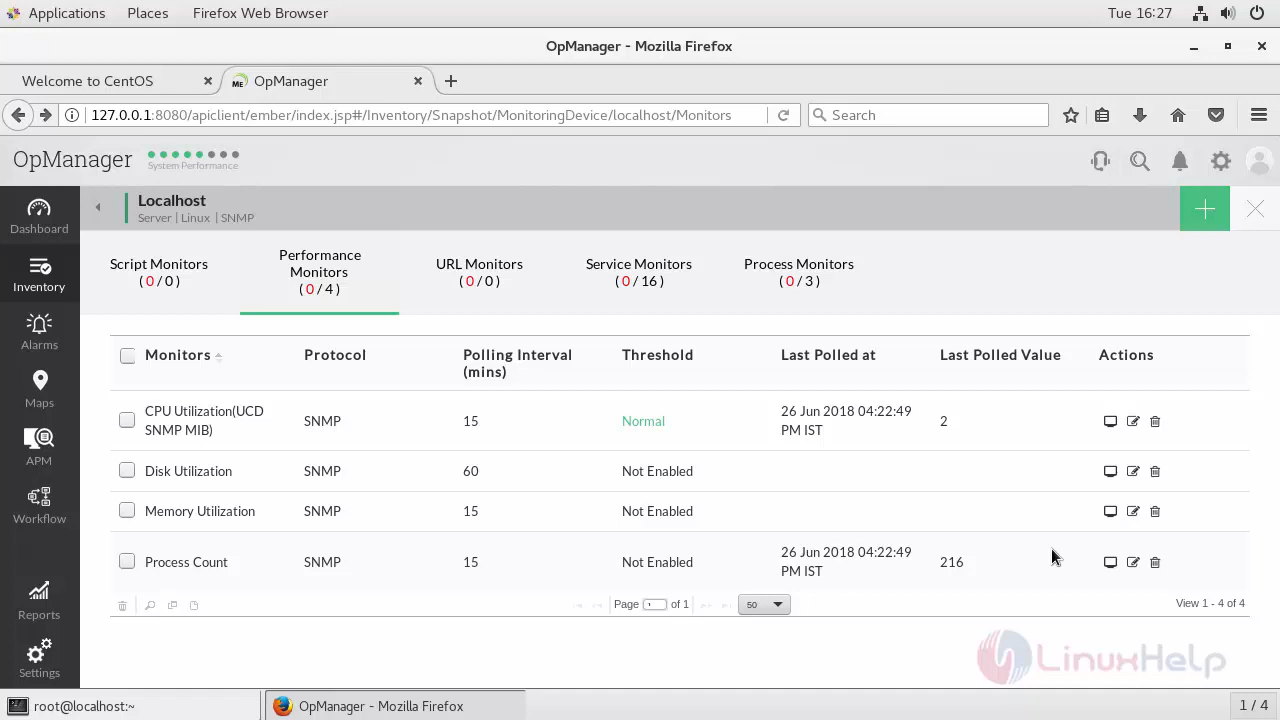 Applications Places Firefox Web Browser Tue 16:27
OpManager - Mozilla Firefox
Welcome to CentOS OpManager
127.0.0.1:8080/apiclient/ember/index.jsp#/Inventory/Snapshot/MonitoringDevice/localhost/Monitors Search
OpManager System Performance
Localhost
Server | Linux | SNMP
Dashboard
Inventory
Alarms
Maps
APM
Workflow
Reports
Settings
Script Monitors
( 0 / 0 )
Performance
Monitors
( 0 / 4 )
URL Monitors
( 0 / 0 )
Service Monitors
( 0 / 16 )
Process Monitors
( 0 / 3 )
Monitors Protocol Polling Interval (mins) Threshold Last Polled at Last Polled Value Actions
CPU Utilization(UCD SNMP MIB) SNMP 15 Normal 26 Jun 2018 04:22:49 PM IST 2
Disk Utilization SNMP 60 Not Enabled
Memory Utilization SNMP 15 Not Enabled
Process Count SNMP 15 Not Enabled 26 Jun 2018 04:22:49 PM IST 216
Page 1 of 1 50 View 1 - 4 of 4
LinuxHelp
root@localhost:~ OpManager - Mozilla Firefox 1 / 4